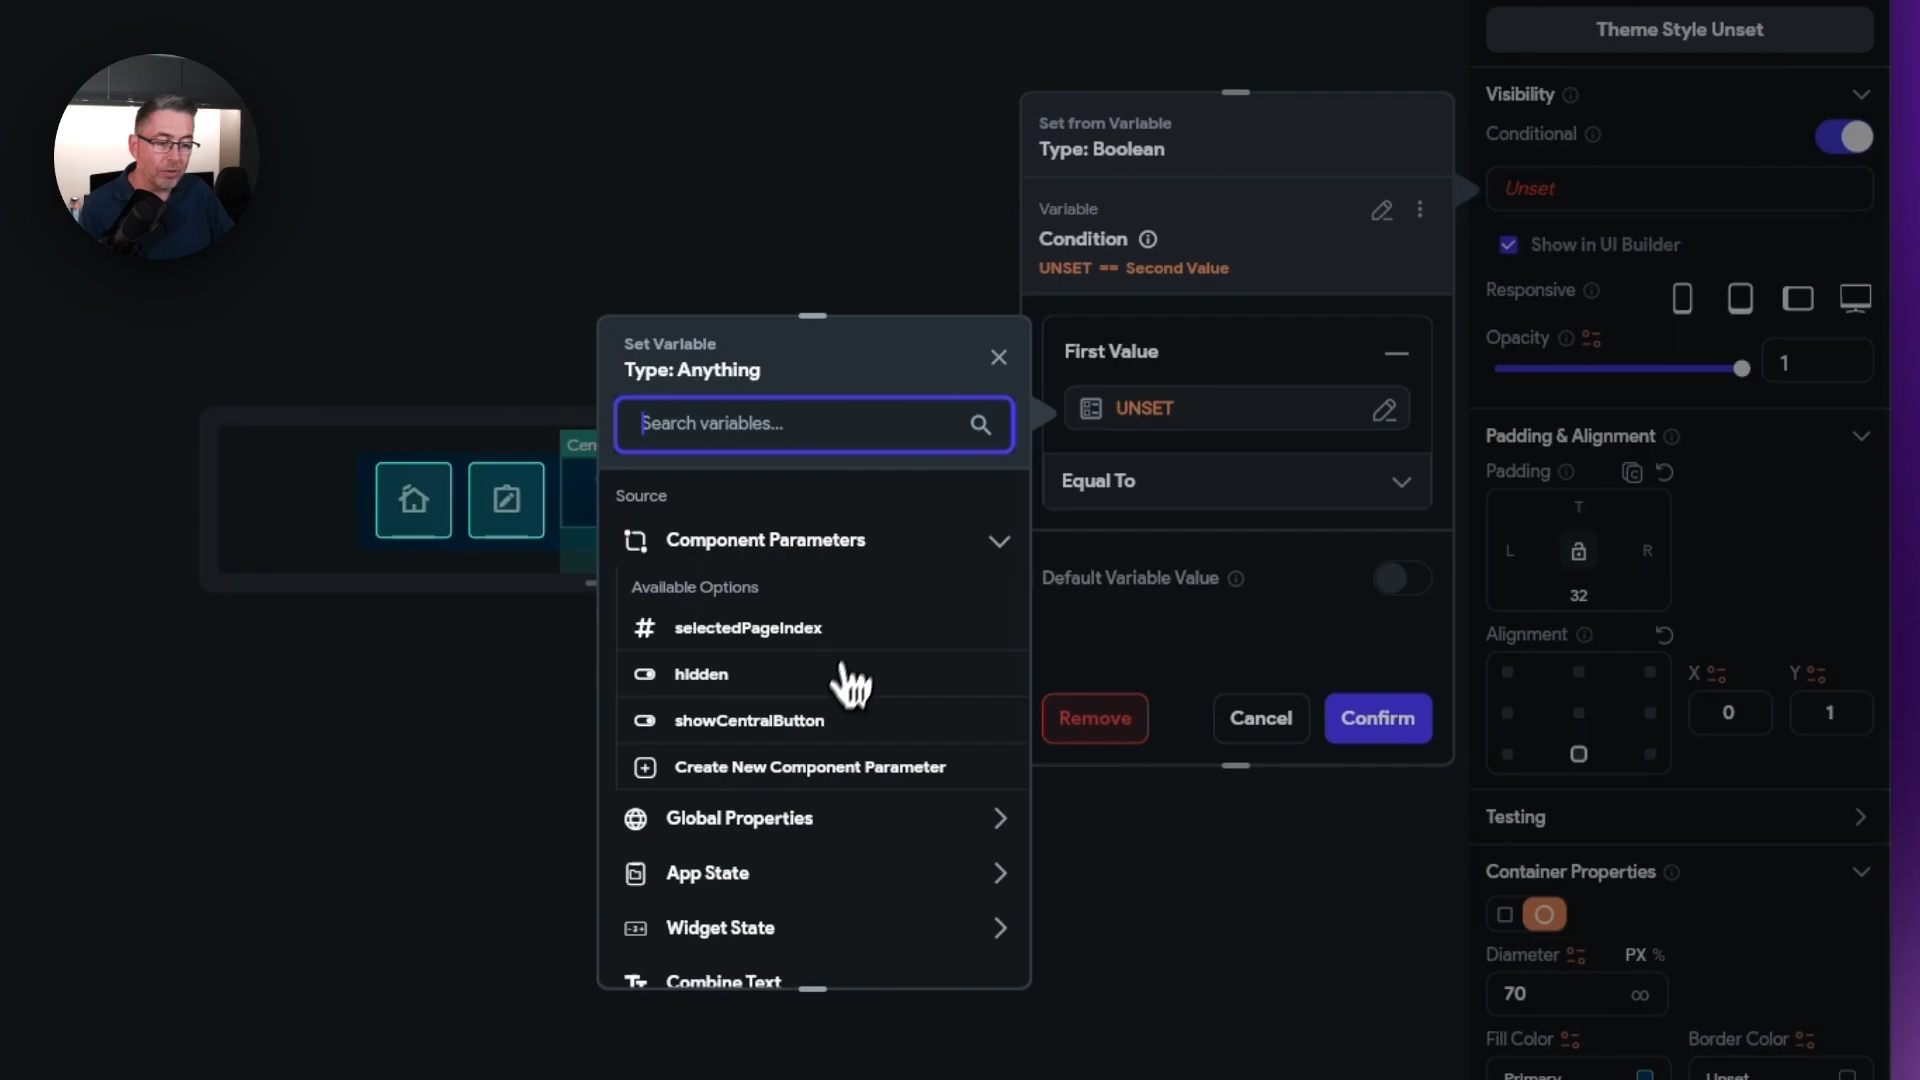 Theme Style Unset
Visibility
Conditional
Unset
Show in UI Builder
Responsive
Opacity
1
Padding & Alignment
Padding
T
L
R
32
Alignment
X
Y
0
1
Testing
Container Properties
Diameter
PX %
70
Fill Color
Border Color
Primary
Unset
Set from Variable
Type: Boolean
Variable
Condition
UNSET == Second Value
First Value
UNSET
Equal To
Default Variable Value
Remove
Cancel
Confirm
Set Variable
Type: Anything
Search variables...
Source
Component Parameters
Available Options
selectedPageIndex
hidden
showCentralButton
Create New Component Parameter
Global Properties
App State
Widget State
Combine Text
Cen